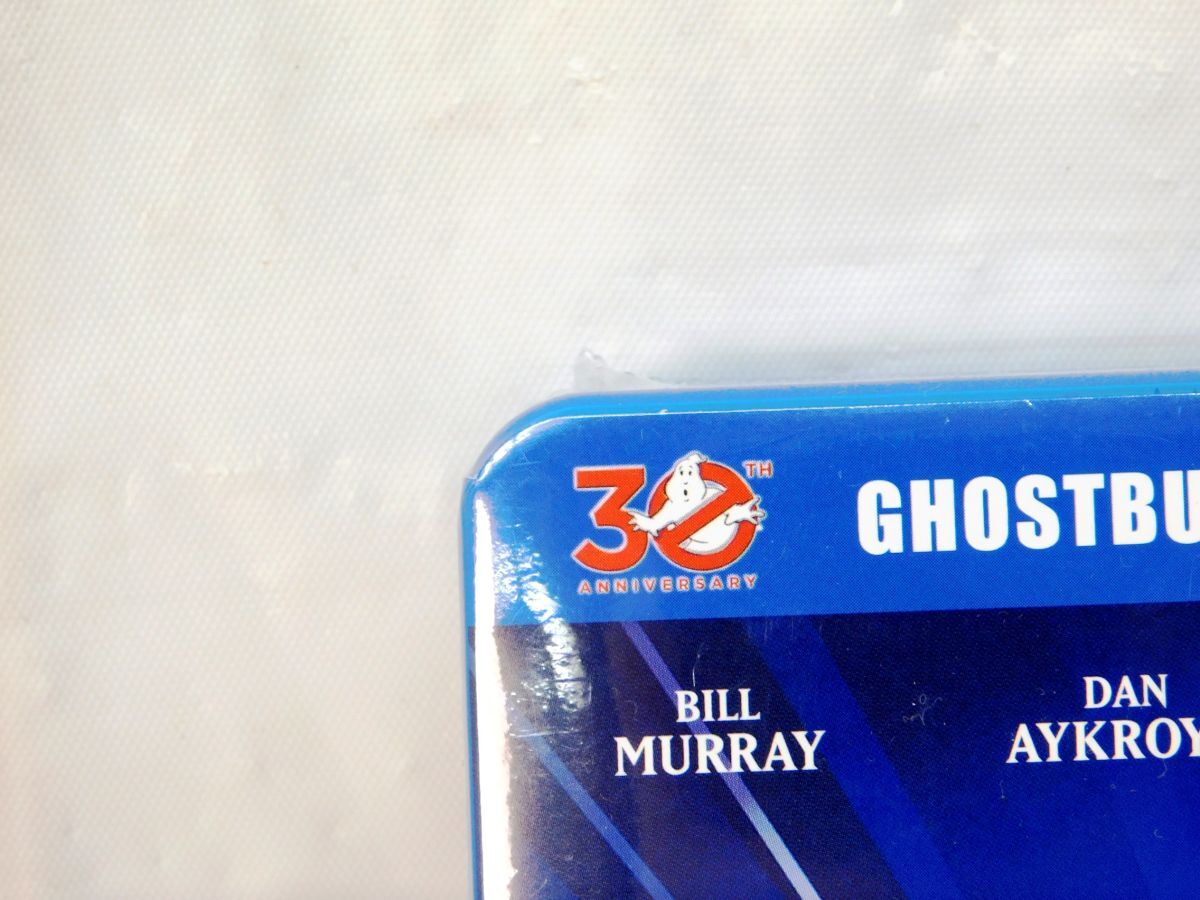 30TH
ANNIVERSARY
GHOSTBU
BILL
MURRAY
DAN
AYKROY